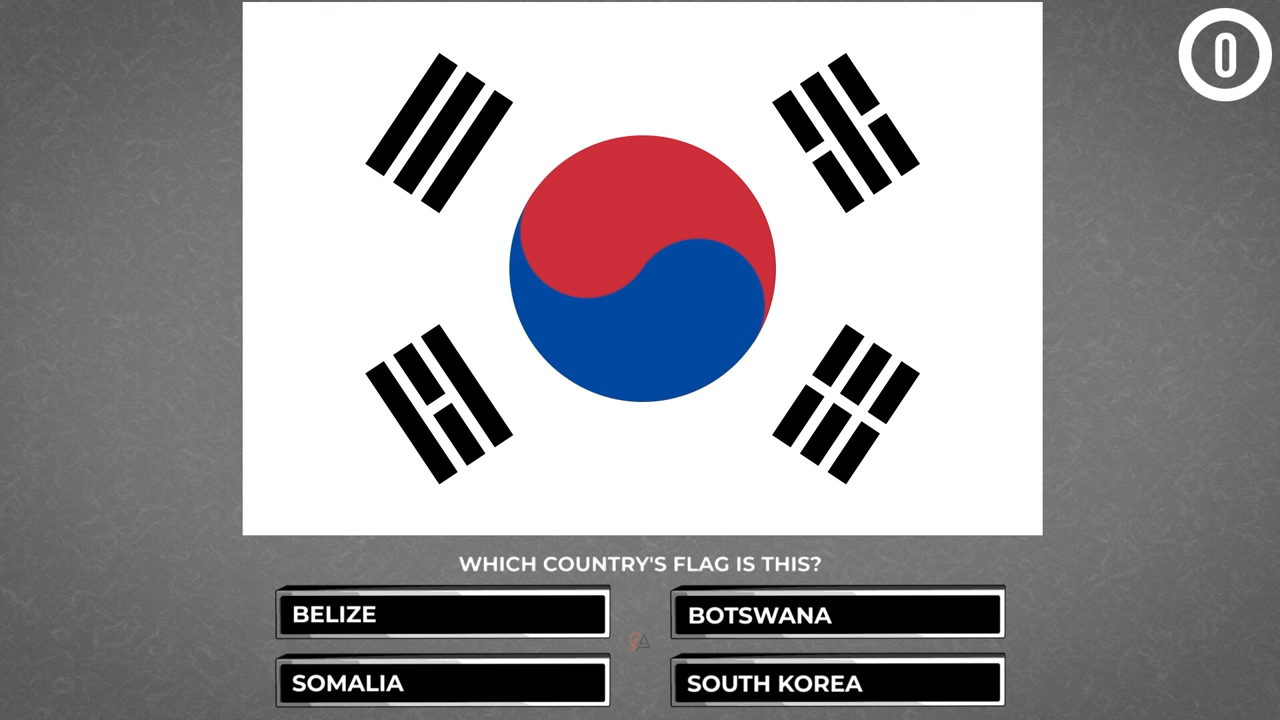 0
WHICH COUNTRY'S FLAG IS THIS?
BELIZE
BOTSWANA
SOMALIA
SOUTH KOREA